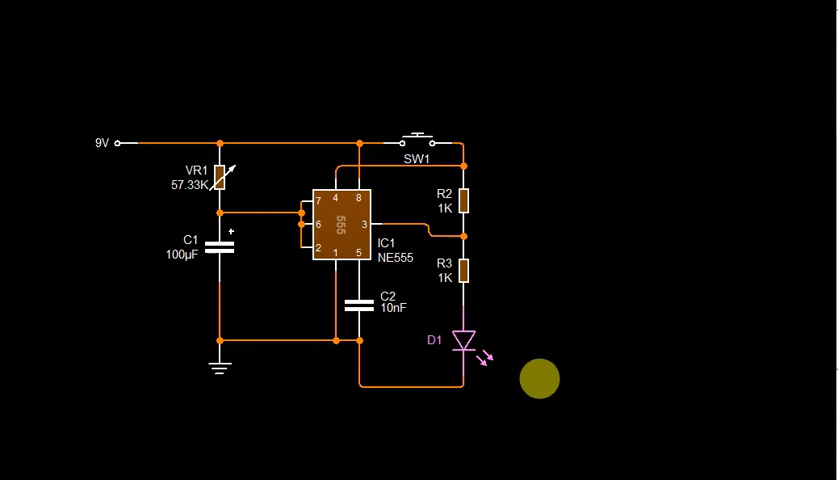 9V
SW1
VR1
57.33K
4
8
R2
1K
7
6
2
555
3
1
5
IC1
NE555
C1
+
100µF
R3
1K
C2
10nF
D1